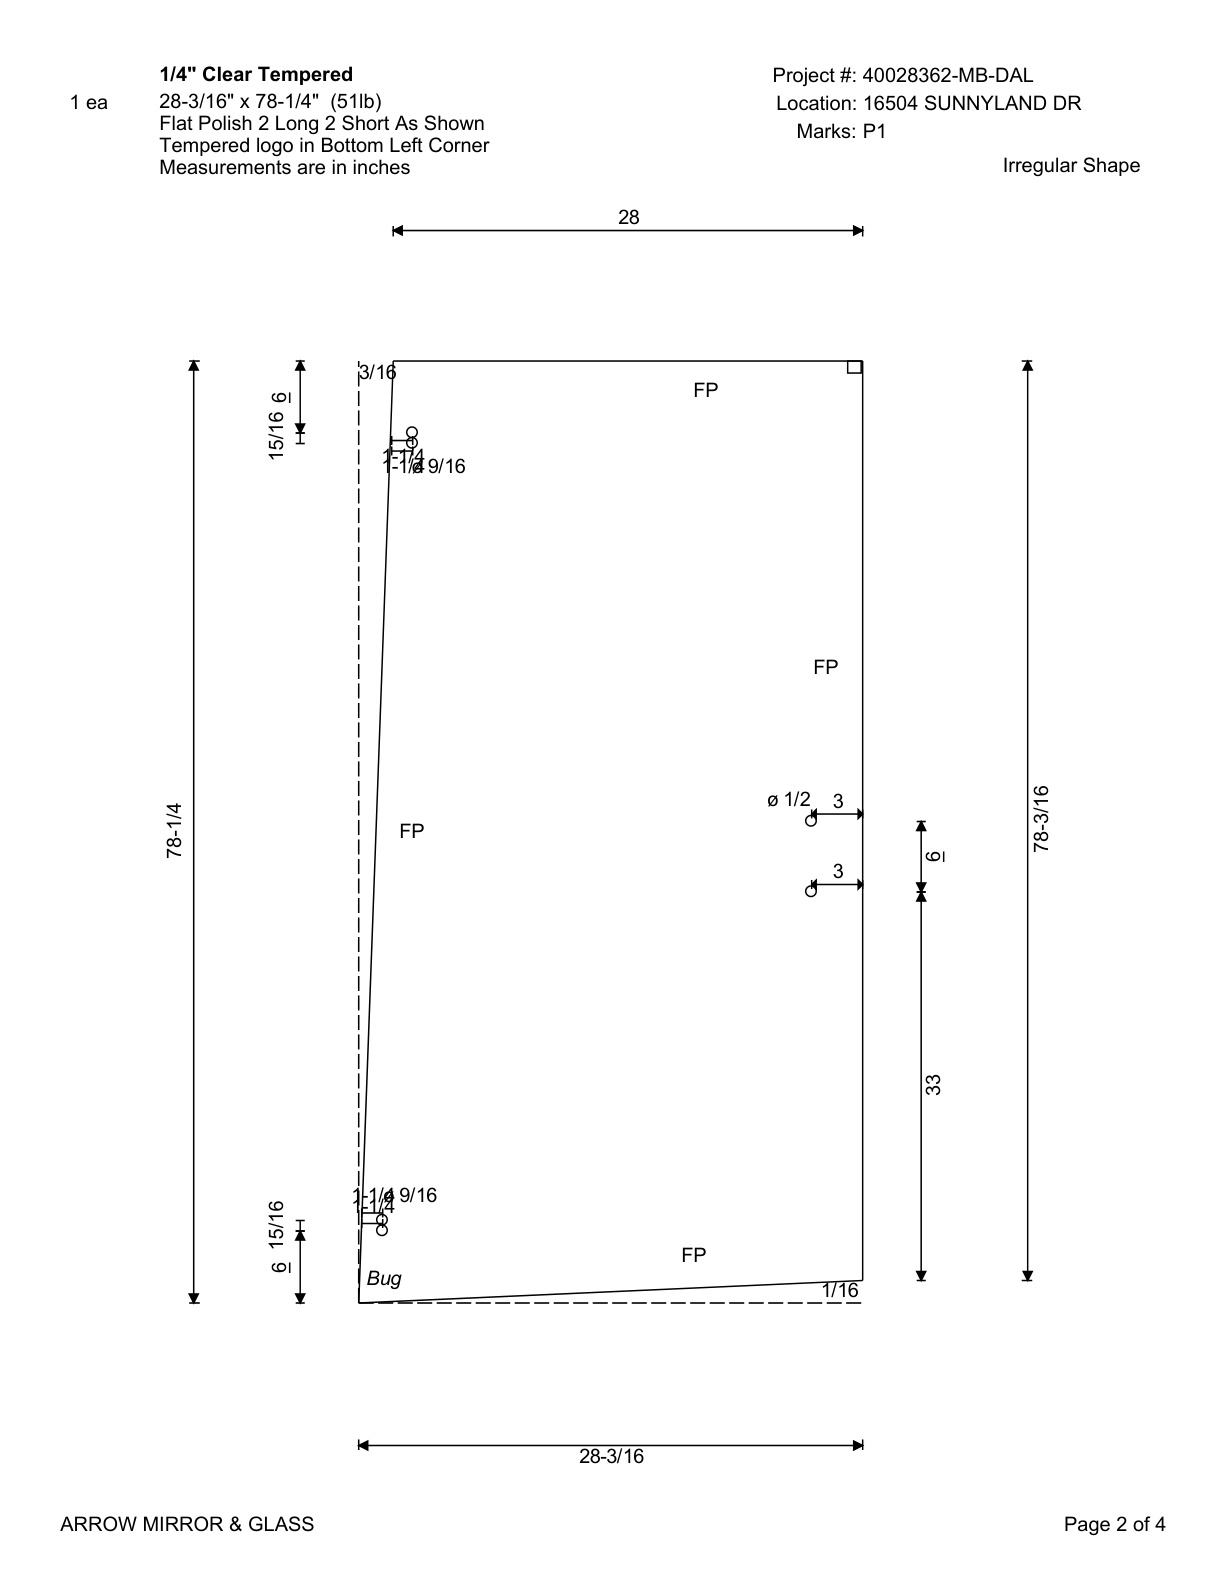 1/4" Clear Tempered
Project #: 40028362-MB-DAL
1 ea
28-3/16" x 78-1/4" (51lb)
Location: 16504 SUNNYLAND DR
Flat Polish 2 Long 2 Short As Shown
Marks: P1
Tempered logo in Bottom Left Corner
Measurements are in inches
Irregular Shape
28
3/16
FP
6
15/16
1-1/4
1-1/4
ø 9/16
FP
ø 1/2
3
78-1/4
FP
6
78-3/16
3
33
1-1/4
ø 9/16
1-1/4
15/16
6
FP
Bug
1/16
28-3/16
ARROW MIRROR & GLASS
Page 2 of 4